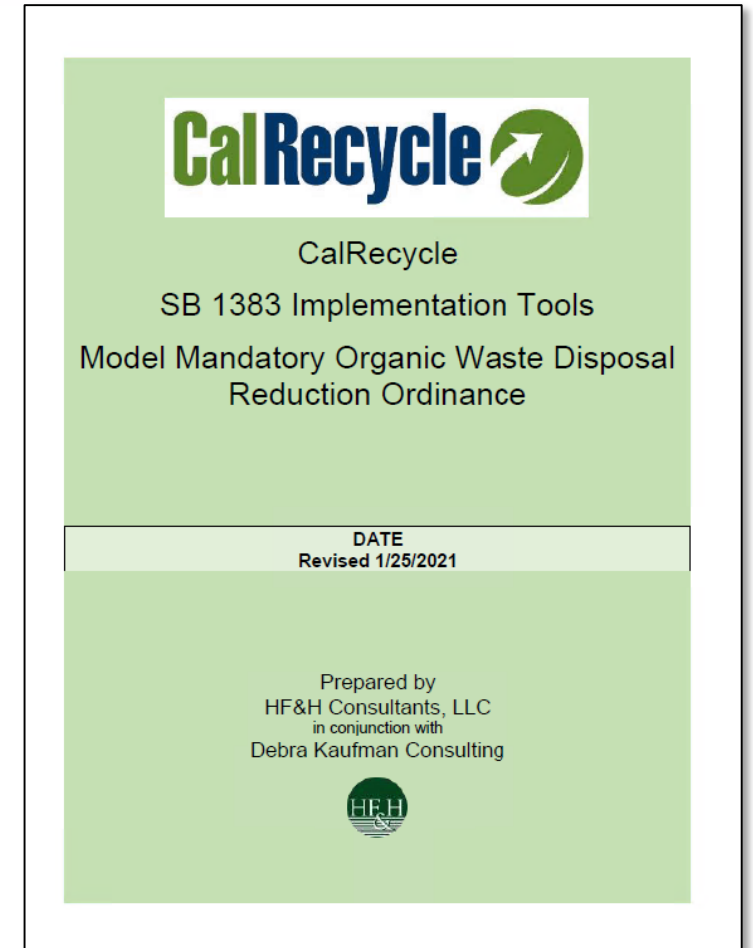 CalRecycle
CalRecycle
SB 1383 Implementation Tools
Model Mandatory Organic Waste Disposal
Reduction Ordinance
DATE
Revised 1/25/2021
Prepared by
HF&H Consultants, LLC
in conjunction with
Debra Kaufman Consulting
HF&H